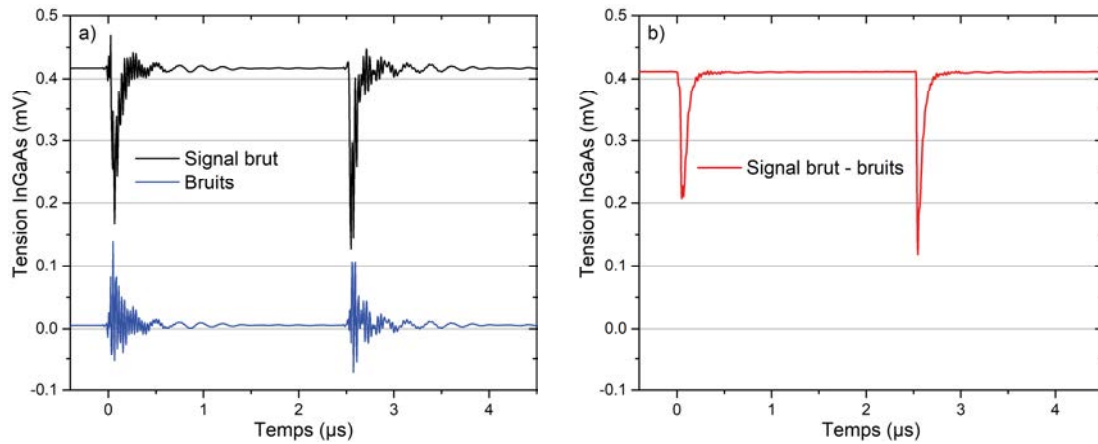 a)
Tension InGaAs (mV)
0.5
0.4
0.3
0.2
0.1
0.0
-0.1
Signal brut
Bruits
0 1 2 3 4
Temps (µs)
b)
Tension InGaAs (mV)
0.5
0.4
0.3
0.2
0.1
0.0
-0.1
Signal brut - bruits
0 1 2 3 4
Temps (µs)